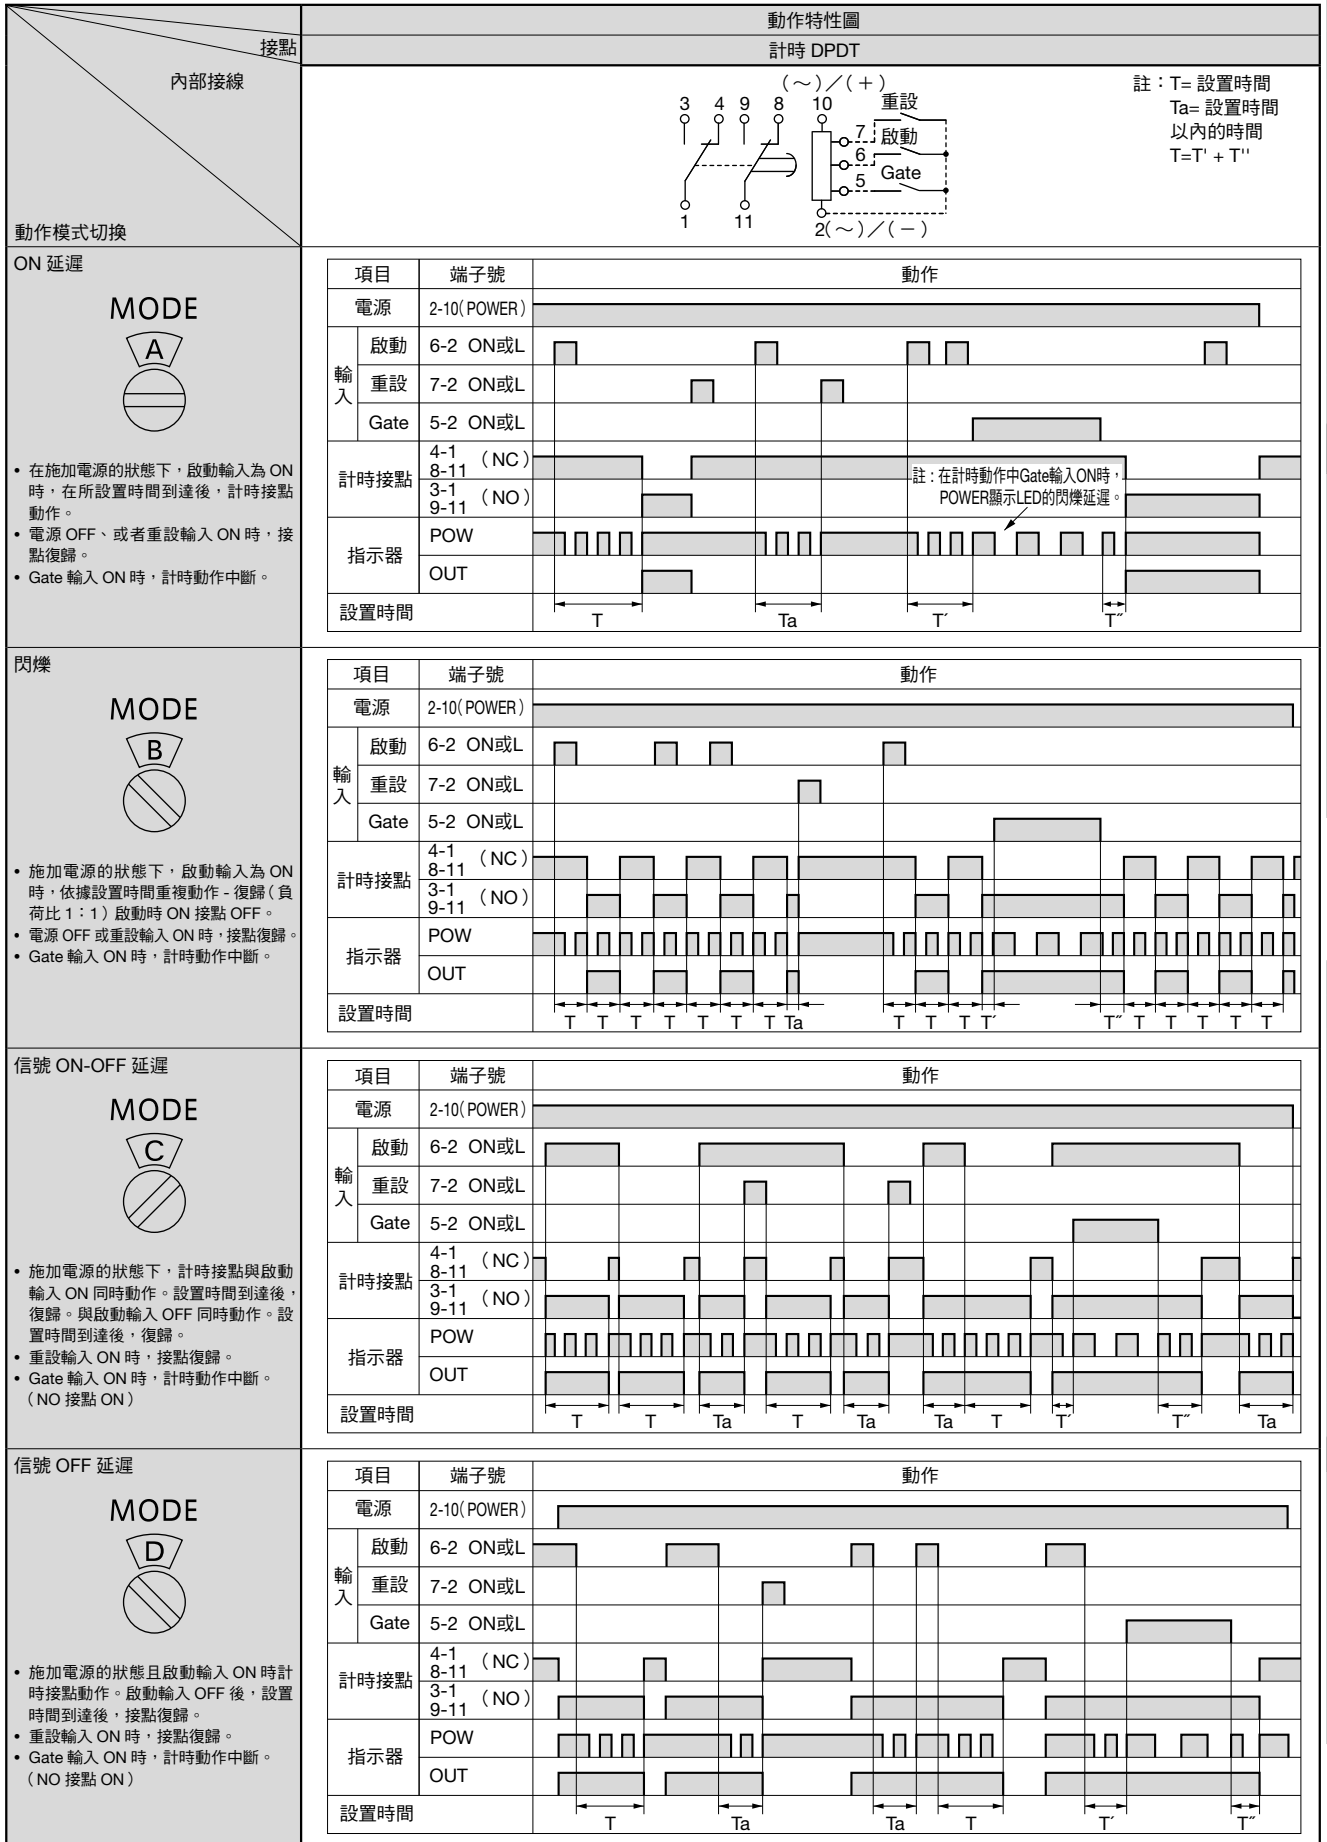 動作特性圖
接點
計時 DPDT
內部接線
動作模式切換
(～)／(＋)
3 4 9 8 10
重設
7
啟動
6
Gate
5
1 11
2(～)／(－)
註：T= 設置時間
Ta= 設置時間
以內的時間
T=T' + T''
ON 延遲
MODE
A
• 在施加電源的狀態下，啟動輸入為 ON
時，在所設置時間到達後，計時接點
動作。
• 電源 OFF、或者重設輸入 ON 時，接
點復歸。
• Gate 輸入 ON 時，計時動作中斷。
項目 端子號 動作
電源 2-10(POWER)
輸入
啟動 6-2 ON或L
重設 7-2 ON或L
Gate 5-2 ON或L
計時接點
4-1
8-11 （NC）
3-1
9-11 （NO）
註：在計時動作中Gate輸入ON時，
POWER顯示LED的閃爍延遲。
指示器
POW
OUT
設置時間
T Ta T′ T″
閃爍
MODE
B
• 施加電源的狀態下，啟動輸入為 ON
時，依據設置時間重複動作 - 復歸（負
荷比 1：1）啟動時 ON 接點 OFF。
• 電源 OFF 或重設輸入 ON 時，接點復歸。
• Gate 輸入 ON 時，計時動作中斷。
項目 端子號 動作
電源 2-10(POWER)
輸入
啟動 6-2 ON或L
重設 7-2 ON或L
Gate 5-2 ON或L
計時接點
4-1
8-11 （NC）
3-1
9-11 （NO）
指示器
POW
OUT
設置時間
T T T T T T T Ta T T T T′ T″ T T T T T
信號 ON-OFF 延遲
MODE
C
• 施加電源的狀態下，計時接點與啟動
輸入 ON 同時動作。設置時間到達後，
復歸。與啟動輸入 OFF 同時動作。設
置時間到達後，復歸。
• 重設輸入 ON 時，接點復歸。
• Gate 輸入 ON 時，計時動作中斷。
（NO 接點 ON）
項目 端子號 動作
電源 2-10(POWER)
輸入
啟動 6-2 ON或L
重設 7-2 ON或L
Gate 5-2 ON或L
計時接點
4-1
8-11 （NC）
3-1
9-11 （NO）
指示器
POW
OUT
設置時間
T T Ta T Ta Ta T T′ T″ Ta
信號 OFF 延遲
MODE
D
• 施加電源的狀態且啟動輸入 ON 時計
時接點動作。啟動輸入 OFF 後，設置
時間到達後，接點復歸。
• 重設輸入 ON 時，接點復歸。
• Gate 輸入 ON 時，計時動作中斷。
（NO 接點 ON）
項目 端子號 動作
電源 2-10(POWER)
輸入
啟動 6-2 ON或L
重設 7-2 ON或L
Gate 5-2 ON或L
計時接點
4-1
8-11 （NC）
3-1
9-11 （NO）
指示器
POW
OUT
設置時間
T Ta Ta T T′ T″